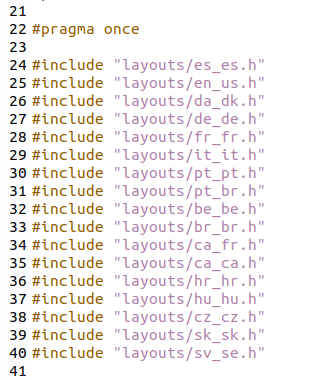 21
22 #pragma once
23
24 #include "layouts/es_es.h"
25 #include "layouts/en_us.h"
26 #include "layouts/da_dk.h"
27 #include "layouts/de_de.h"
28 #include "layouts/fr_fr.h"
29 #include "layouts/it_it.h"
30 #include "layouts/pt_pt.h"
31 #include "layouts/pt_br.h"
32 #include "layouts/be_be.h"
33 #include "layouts/br_br.h"
34 #include "layouts/ca_fr.h"
35 #include "layouts/ca_ca.h"
36 #include "layouts/hr_hr.h"
37 #include "layouts/hu_hu.h"
38 #include "layouts/cz_cz.h"
39 #include "layouts/sk_sk.h"
40 #include "layouts/sv_se.h"
41